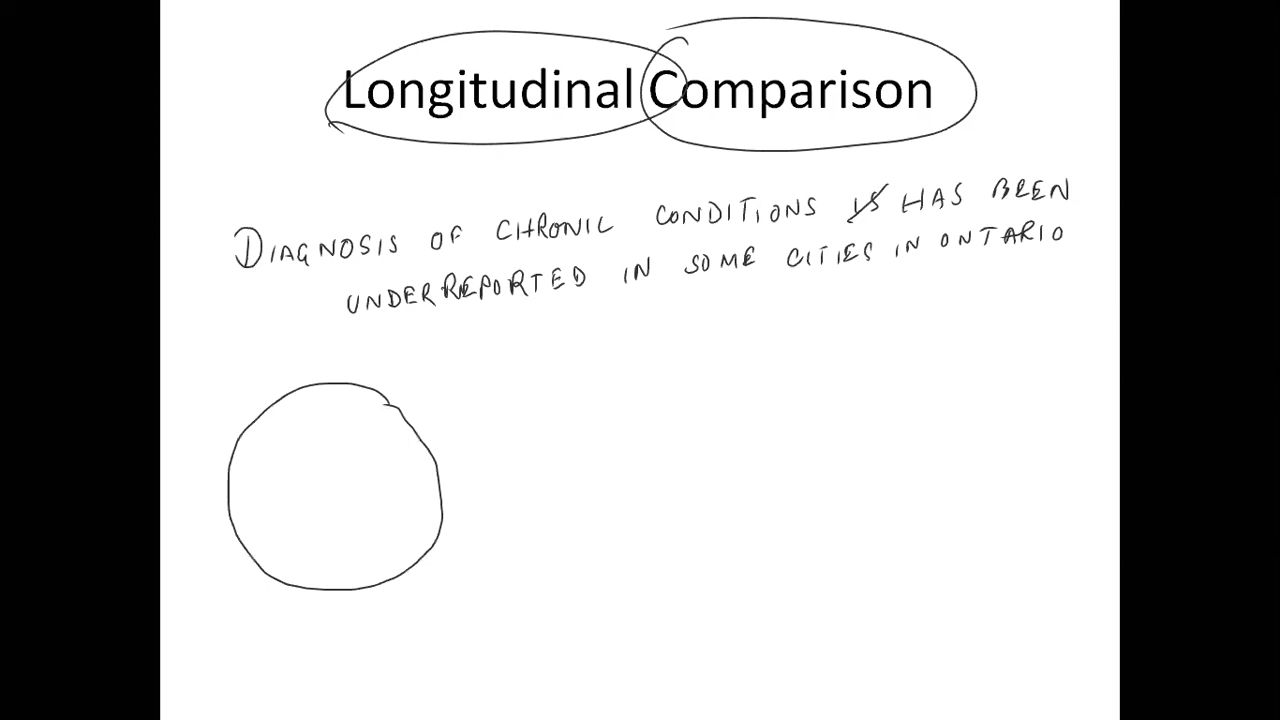 Longitudinal Comparison
DIAGNOSIS OF CHRONIC CONDITIONS IS HAS BEEN
UNDERREPORTED IN SOME CITIES IN ONTARIO